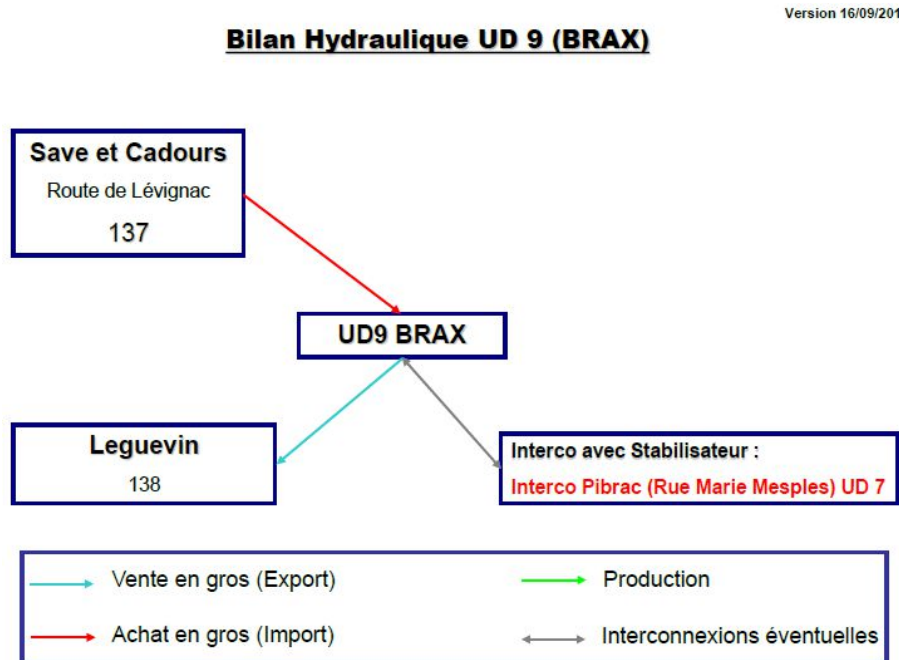 Version 16/09/201
Bilan Hydraulique UD 9 (BRAX)
Save et Cadours
Route de Lévignac
137
UD9 BRAX
Leguevin
138
Interco avec Stabilisateur :
Interco Pibrac (Rue Marie Mesples) UD 7
Vente en gros (Export)
Production
Achat en gros (Import)
Interconnexions éventuelles